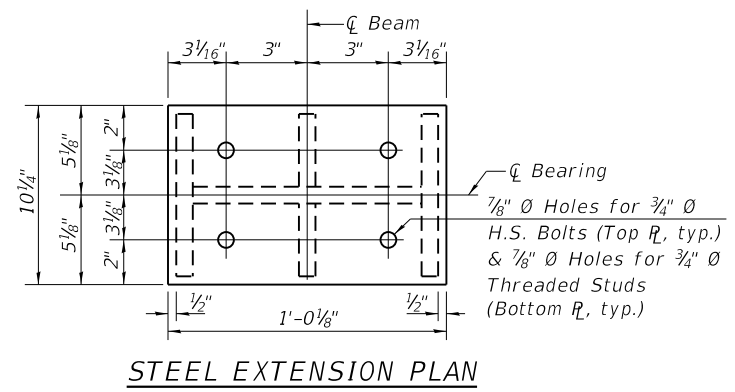 ℄ Beam
3 1/16" 3" 3" 3 1/16"
2"
3 1/8"
5 1/8"
10 1/4"
5 1/8"
3 1/8"
2"
℄ Bearing
7/8" Ø Holes for 3/4" Ø
H.S. Bolts (Top ⅊, typ.)
& 7/8" Ø Holes for 3/4" Ø
Threaded Studs
(Bottom ⅊, typ.)
1/2" 1/2"
1'-0 1/8"
STEEL EXTENSION PLAN